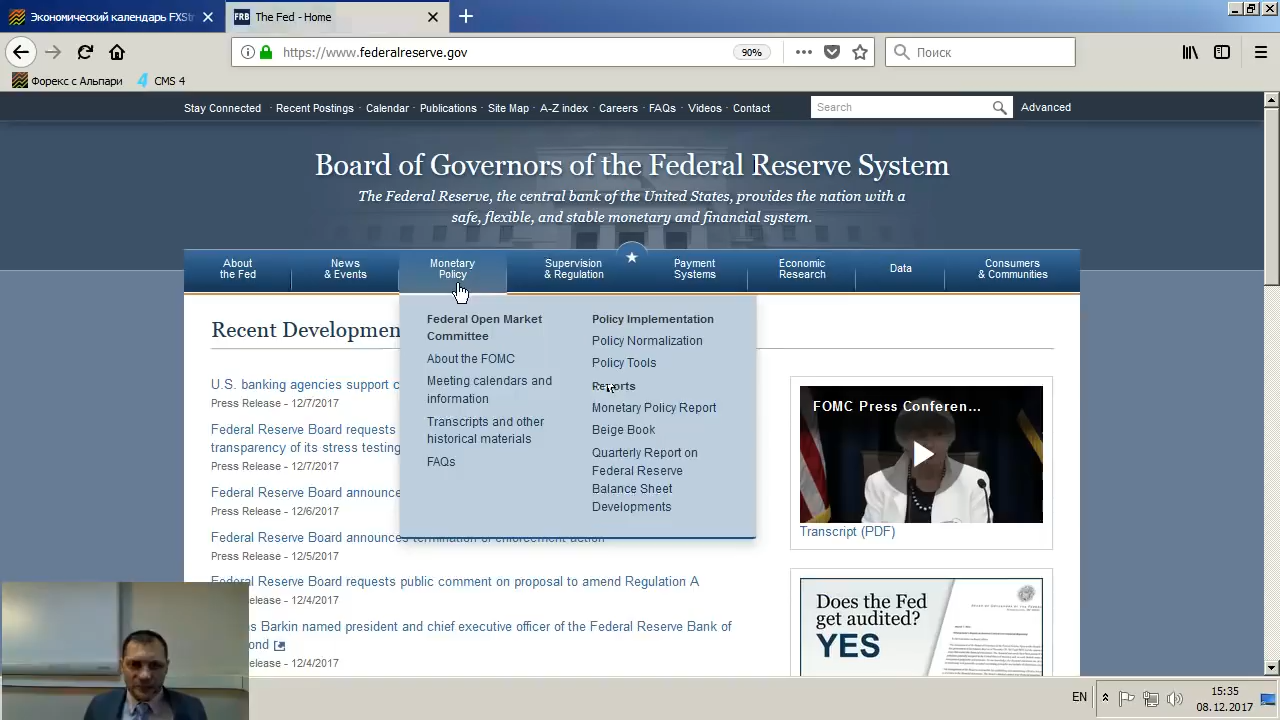 Экономический календарь FXSt
The Fed - Home
https://www.federalreserve.gov
90%
Поиск
Форекс с Альпари
CMS 4
Stay Connected · Recent Postings · Calendar · Publications · Site Map · A-Z index · Careers · FAQs · Videos · Contact
Search
Advanced
Board of Governors of the Federal Reserve System
The Federal Reserve, the central bank of the United States, provides the nation with a
safe, flexible, and stable monetary and financial system.
About
the Fed
News
& Events
Monetary
Policy
Supervision
& Regulation
Payment
Systems
Economic
Research
Data
Consumers
& Communities
Federal Open Market
Committee
About the FOMC
Meeting calendars and
information
Transcripts and other
historical materials
FAQs
Policy Implementation
Policy Normalization
Policy Tools
Reports
Monetary Policy Report
Beige Book
Quarterly Report on
Federal Reserve
Balance Sheet
Developments
Recent Developmen
U.S. banking agencies support c
Press Release - 12/7/2017
Federal Reserve Board requests
transparency of its stress testing
Press Release - 12/7/2017
Federal Reserve Board announce
Press Release - 12/6/2017
Federal Reserve Board announces termination of enforcement action
Press Release - 12/5/2017
Federal Reserve Board requests public comment on proposal to amend Regulation A
elease - 12/4/2017
s Barkin named president and chief executive officer of the Federal Reserve Bank of
ond
FOMC Press Conferen...
Transcript (PDF)
Does the Fed
get audited?
YES
EN
15:35
08.12.2017